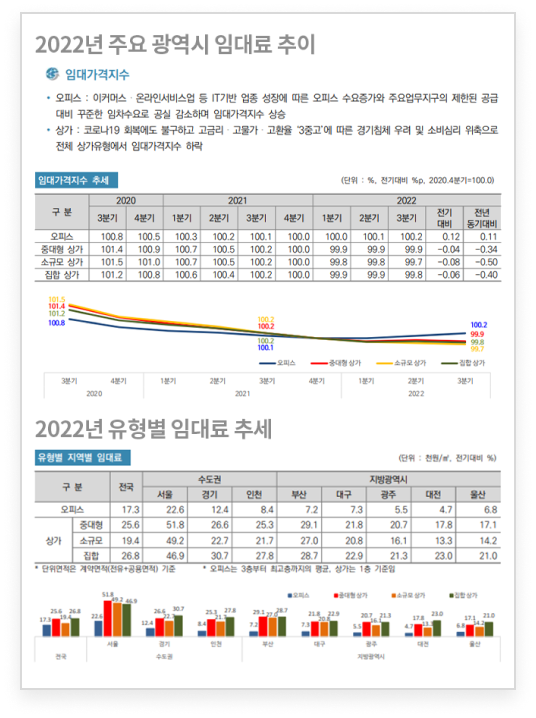 2022년 주요 광역시 임대료 추이
임대가격지수
• 오피스 : 이커머스 · 온라인서비스업 등 IT기반 업종 성장에 따른 오피스 수요증가와 주요업무지구의 제한된 공급
대비 꾸준한 임차수요로 공실 감소하며 임대가격지수 상승
• 상가 : 코로나19 회복에도 불구하고 고금리 · 고물가 · 고환율 '3중고'에 따른 경기침체 우려 및 소비심리 위축으로
전체 상가유형에서 임대가격지수 하락
임대가격지수 추세 (단위 : %, 전기대비 %p, 2020.4분기=100.0)
구 분 2020 2021 2022
3분기 4분기 1분기 2분기 3분기 4분기 1분기 2분기 3분기 전기대비 전년동기대비
오피스 100.8 100.5 100.3 100.2 100.1 100.0 100.0 100.1 100.2 0.12 0.11
중대형 상가 101.4 100.9 100.7 100.5 100.2 100.0 99.9 99.9 99.9 -0.04 -0.34
소규모 상가 101.5 101.0 100.7 100.5 100.2 100.0 99.8 99.8 99.7 -0.08 -0.50
집합 상가 101.2 100.8 100.6 100.4 100.2 100.0 99.9 99.9 99.8 -0.06 -0.40
101.5
101.4
101.2
100.8
100.2
100.2
100.2
100.1
100.2
99.9
99.8
99.7
오피스 중대형 상가 소규모 상가 집합 상가
3분기 4분기 1분기 2분기 3분기 4분기 1분기 2분기 3분기
2020 2021 2022
2022년 유형별 임대료 추세
유형별 지역별 임대료 (단위 : 천원/㎡, 전기대비 %)
구 분 전국 수도권 지방광역시
서울 경기 인천 부산 대구 광주 대전 울산
오피스 17.3 22.6 12.4 8.4 7.2 7.3 5.5 4.7 6.8
상가 중대형 25.6 51.8 26.6 25.3 29.1 21.8 20.7 17.8 17.1
소규모 19.4 49.2 22.7 21.7 27.0 20.8 16.1 13.3 14.2
집합 26.8 46.9 30.7 27.8 28.7 22.9 21.3 23.0 21.0
* 단위면적은 계약면적(전유+공용면적) 기준 * 오피스는 3층부터 최고층까지의 평균, 상가는 1층 기준임
오피스 중대형 상가 소규모 상가 집합 상가
17.3 25.6 19.4 26.8 22.6 51.8 49.2 46.9 12.4 26.6 22.7 30.7 8.4 25.3 21.7 27.8 7.2 29.1 27.0 28.7 7.3 21.8 20.8 22.9 5.5 20.7 16.1 21.3 4.7 17.8 13.3 23.0 6.8 17.1 14.2 21.0
서울 경기 인천 부산 대구 광주 대전 울산
전국 수도권 지방광역시